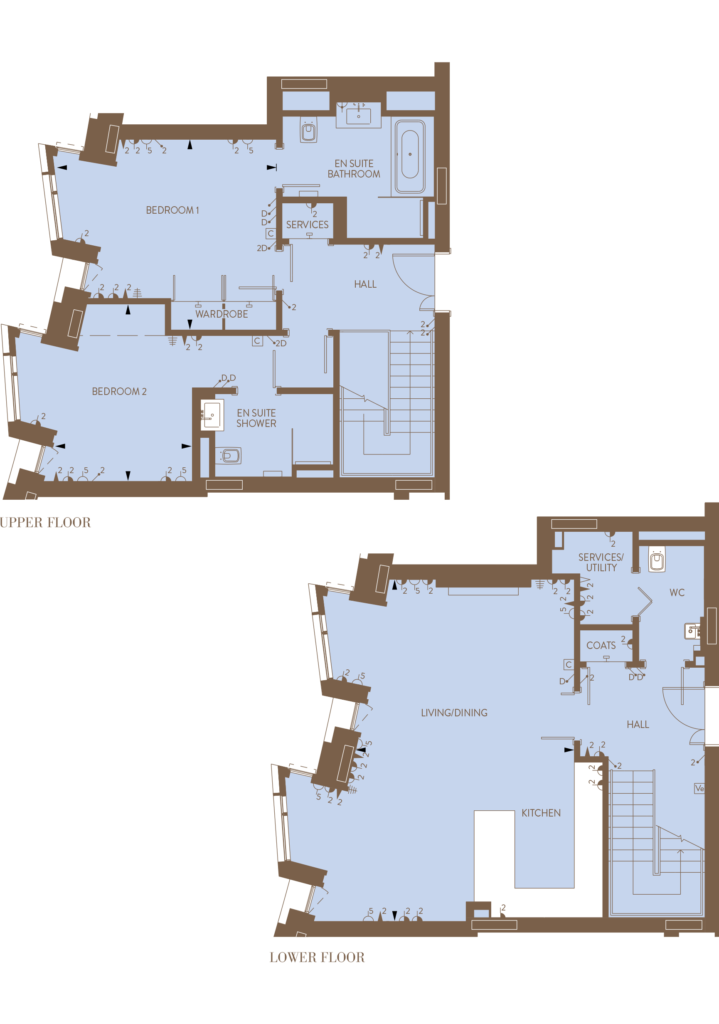 EN SUITE
BATHROOM
BEDROOM 1
SERVICES
HALL
WARDROBE
BEDROOM 2
EN SUITE
SHOWER
UPPER FLOOR
SERVICES/
UTILITY
WC
COATS
LIVING/DINING
HALL
KITCHEN
LOWER FLOOR